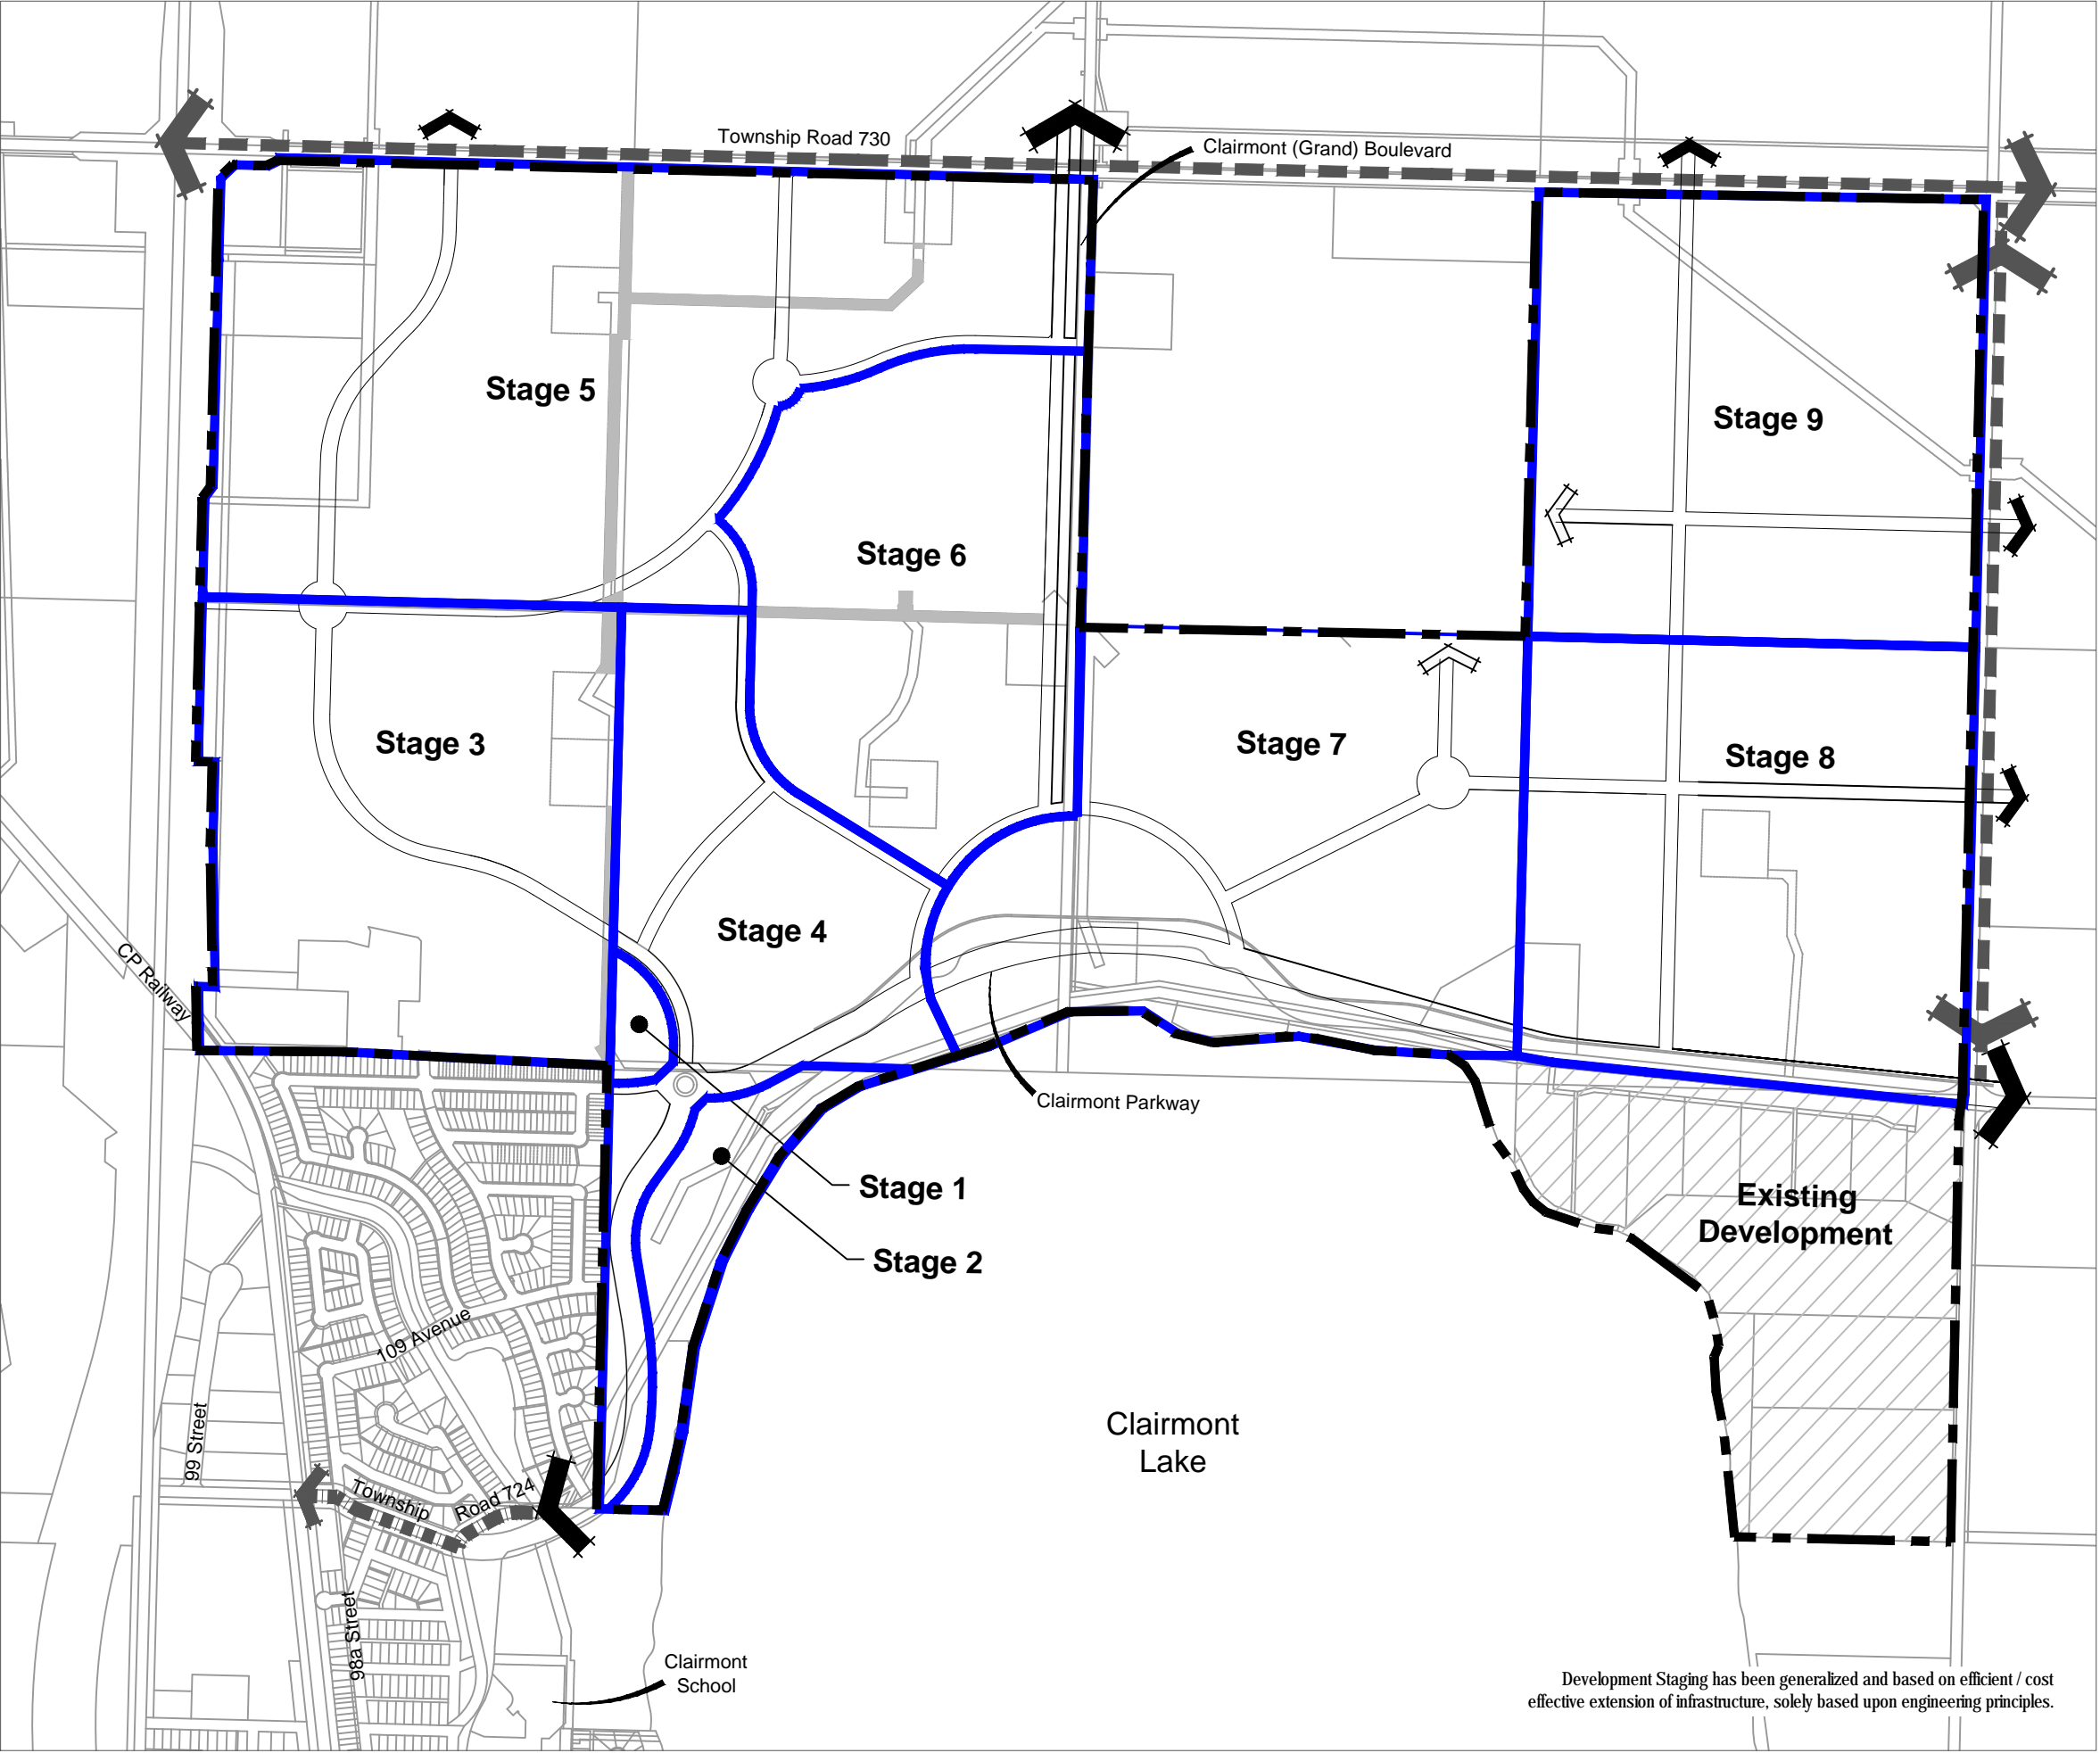 Township Road 730
Clairmont (Grand) Boulevard
Stage 5
Stage 9
Stage 6
Stage 3
Stage 7
Stage 8
Stage 4
CP Railway
Clairmont Parkway
Stage 1
Existing
Development
Stage 2
109 Avenue
Clairmont
Lake
99 Street
Township Road 724
98a Street
Clairmont
School
Development Staging has been generalized and based on efficient / cost
effective extension of infrastructure, solely based upon engineering principles.